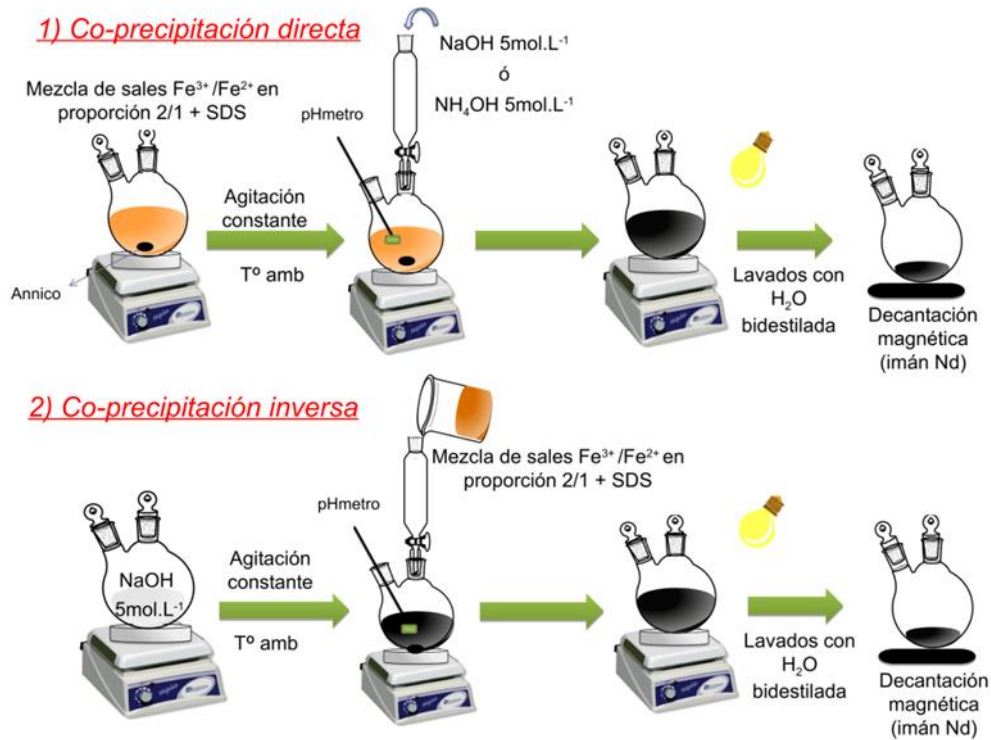 1) Co-precipitación directa
Mezcla de sales Fe³⁺/Fe²⁺ en
proporción 2/1 + SDS
NaOH 5mol.L⁻¹
ó
NH₄OH 5mol.L⁻¹
pHmetro
Agitación
constante
Tº amb
Annico
Lavados con
H₂O
bidestilada
Decantación
magnética
(imán Nd)
2) Co-precipitación inversa
Mezcla de sales Fe³⁺/Fe²⁺ en
proporción 2/1 + SDS
pHmetro
NaOH
5mol.L⁻¹
Agitación
constante
Tº amb
Lavados con
H₂O
bidestilada
Decantación
magnética
(imán Nd)